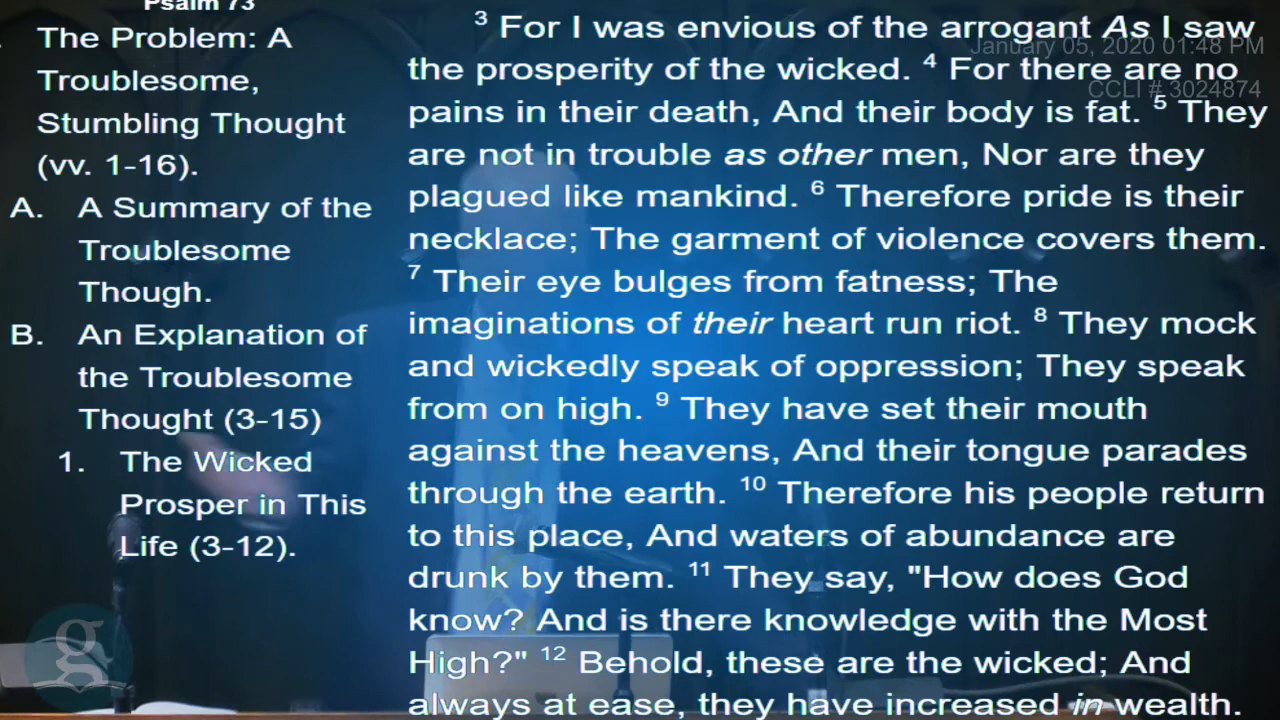 Psalm 73
The Problem: A
Troublesome,
Stumbling Thought
(vv. 1-16).
A. A Summary of the
Troublesome
Though.
B. An Explanation of
the Troublesome
Thought (3-15)
1. The Wicked
Prosper in This
Life (3-12).
3 For I was envious of the arrogant As I saw
the prosperity of the wicked. 4 For there are no
pains in their death, And their body is fat. 5 They
are not in trouble as other men, Nor are they
plagued like mankind. 6 Therefore pride is their
necklace; The garment of violence covers them.
7 Their eye bulges from fatness; The
imaginations of their heart run riot. 8 They mock
and wickedly speak of oppression; They speak
from on high. 9 They have set their mouth
against the heavens, And their tongue parades
through the earth. 10 Therefore his people return
to this place, And waters of abundance are
drunk by them. 11 They say, "How does God
know? And is there knowledge with the Most
High?" 12 Behold, these are the wicked; And
always at ease, they have increased in wealth.
January 05, 2020 01:48 PM
CCLI # 3024874
g